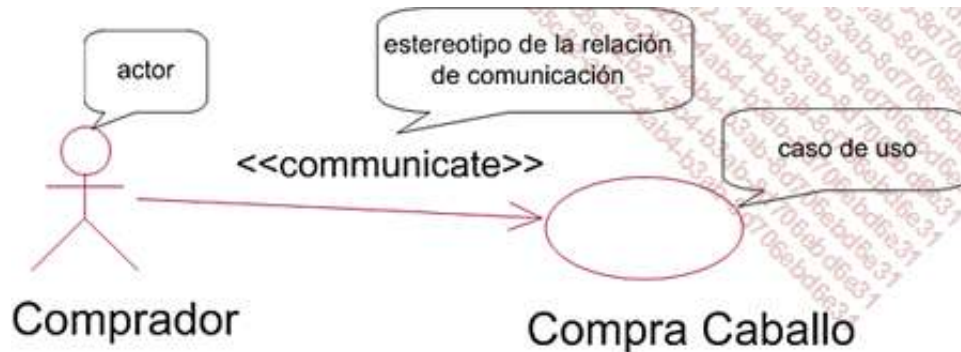 actor
estereotipo de la relación
de comunicación
caso de uso
<<communicate>>
Comprador
Compra Caballo